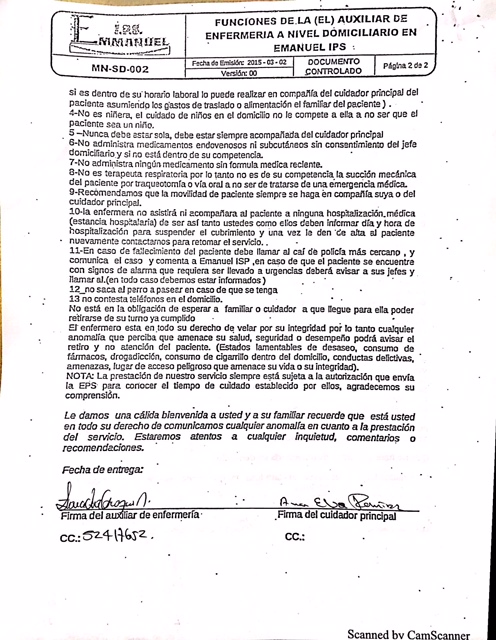 IPS
EMMANUEL
FUNCIONES DE LA (EL) AUXILIAR DE
ENFERMERIA A NIVEL DOMICILIARIO EN
EMANUEL IPS
MN-SD-002
Fecha de Emisión: 2015 - 03 - 02
Versión: 00
DOCUMENTO
CONTROLADO
Página 2 de 2
si es dentro de su horario laboral lo puede realizar en compañía del cuidador principal del
paciente asumiendo los gastos de traslado o alimentación el familiar del paciente ) .
4-No es niñera, el cuidado de niños en el domicilio no le compete a ella a no ser que el
paciente sea un niño.
5 –Nunca debe estar sola, debe estar siempre acompañada del cuidador principal
6-No administra medicamentos endovenosos ni subcutáneos sin consentimiento del jefe
domiciliario y si no está dentro de su competencia.
7-No administra ningún medicamento sin formula médica reciente.
8-No es terapeuta respiratoria por lo tanto no es de su competencia la succión mecánica
del paciente por traqueotomía o vía oral a no ser de tratarse de una emergencia médica.
9-Recomendamos que la movilidad de paciente siempre se haga en compañía suya o del
cuidador principal.
10-la enfermera no asistirá ni acompañara al paciente a ninguna hospitalización médica
(estancia hospitalaria) de ser así tanto ustedes como ellos deben informar día y hora de
hospitalización para suspender el cubrimiento y una vez le den de alta al paciente
nuevamente contactarnos para retomar el servicio. .
11-En caso de fallecimiento del paciente debe llamar al cai de policía más cercano , y
comunica el caso y comenta a Emanuel ISP ,en caso de que el paciente se encuentre
con signos de alarma que requiera ser llevado a urgencias deberá avisar a sus jefes y
llamar al.(en todo caso debemos estar informados )
12_no saca el perro a pasear en caso de que se tenga
13 no contesta teléfonos en el domicilio.
No está en la obligación de esperar a familiar o cuidador a que llegue para ella poder
retirarse de su turno ya cumplido
El enfermero esta en todo su derecho de velar por su integridad por lo tanto cualquier
anomalía que perciba que amenace su salud, seguridad o desempeño podrá avisar el
retiro y no atención del paciente. (Estados lamentables de desaseo, consumo de
fármacos, drogadicción, consumo de cigarrillo dentro del domicilio, conductas delictivas,
amenazas, lugar de acceso peligroso que amenace su vida o su integridad).
NOTA: La prestación de nuestro servicio siempre está sujeta a la autorización que envía
la EPS para conocer el tiempo de cuidado establecido por ellos, agradecemos su
comprensión.
Le damos una cálida bienvenida a usted y a su familiar recuerde que está usted
en todo su derecho de comunicarnos cualquier anomalía en cuanto a la prestación
del servicio. Estaremos atentos a cualquier inquietud, comentarios o
recomendaciones.
Fecha de entrega:
Ana Elva Ramirez
Firma del auxiliar de enfermería
Firma del cuidador principal
CC.: 52417652.
CC.:
Scanned by CamScanner